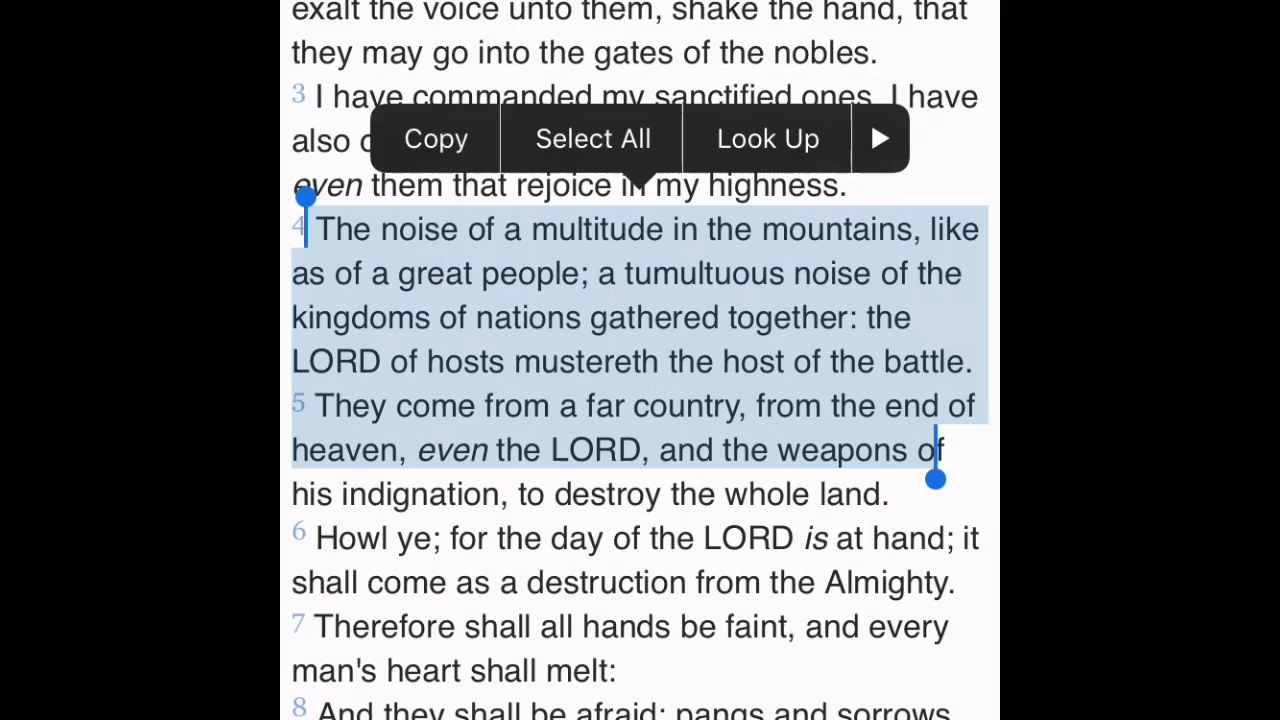 exalt the voice unto them, shake the hand, that
they may go into the gates of the nobles.
3 I have commanded my sanctified ones, I have
also
Copy Select All Look Up
even them that rejoice in my highness.
4 The noise of a multitude in the mountains, like
as of a great people; a tumultuous noise of the
kingdoms of nations gathered together: the
LORD of hosts mustereth the host of the battle.
5 They come from a far country, from the end of
heaven, even the LORD, and the weapons of
his indignation, to destroy the whole land.
6 Howl ye; for the day of the LORD is at hand; it
shall come as a destruction from the Almighty.
7 Therefore shall all hands be faint, and every
man's heart shall melt:
8 And they shall be afraid: pangs and sorrows